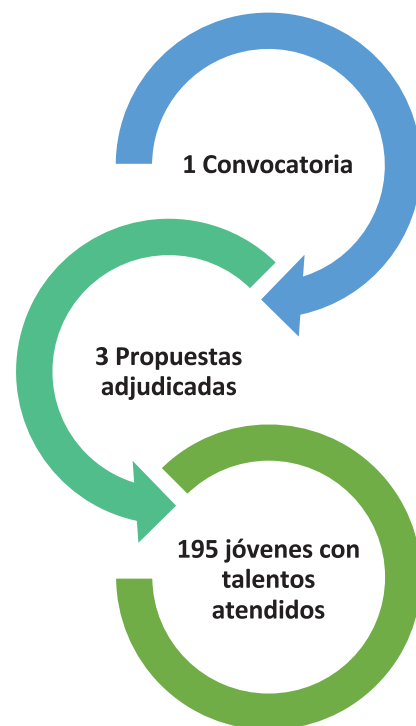 1 Convocatoria
3 Propuestas
adjudicadas
195 jóvenes con
talentos
atendidos